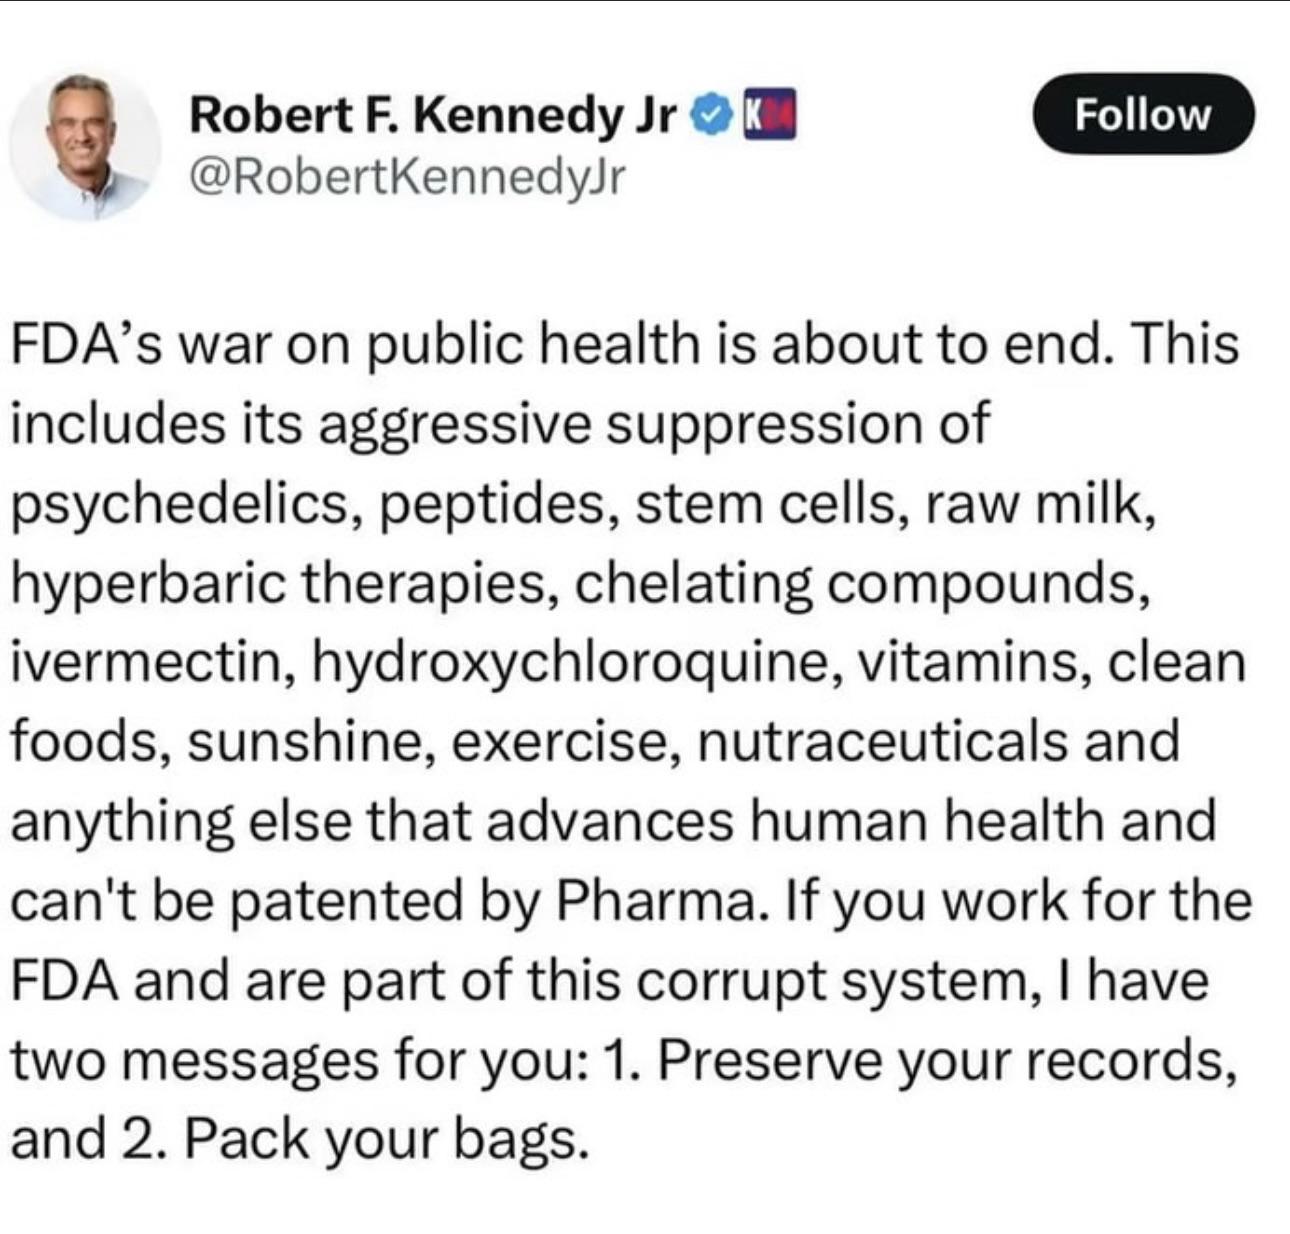 Robert F. Kennedy Jr K24
Follow
@RobertKennedyJr
FDA’s war on public health is about to end. This
includes its aggressive suppression of
psychedelics, peptides, stem cells, raw milk,
hyperbaric therapies, chelating compounds,
ivermectin, hydroxychloroquine, vitamins, clean
foods, sunshine, exercise, nutraceuticals and
anything else that advances human health and
can't be patented by Pharma. If you work for the
FDA and are part of this corrupt system, I have
two messages for you: 1. Preserve your records,
and 2. Pack your bags.